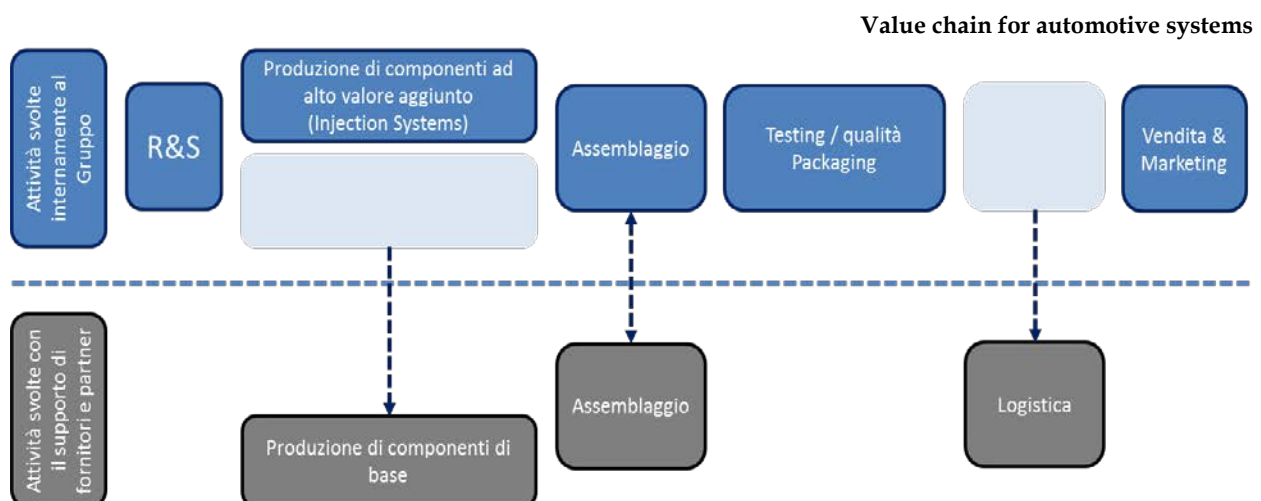 Value chain for automotive systems
Attività svolte
internamente al
Gruppo
R&S
Produzione di componenti ad
alto valore aggiunto
(Injection Systems)
Assemblaggio
Testing / qualità
Packaging
Vendita &
Marketing
Attività svolte con
il supporto di
fornitori e partner
Produzione di componenti di
base
Assemblaggio
Logistica